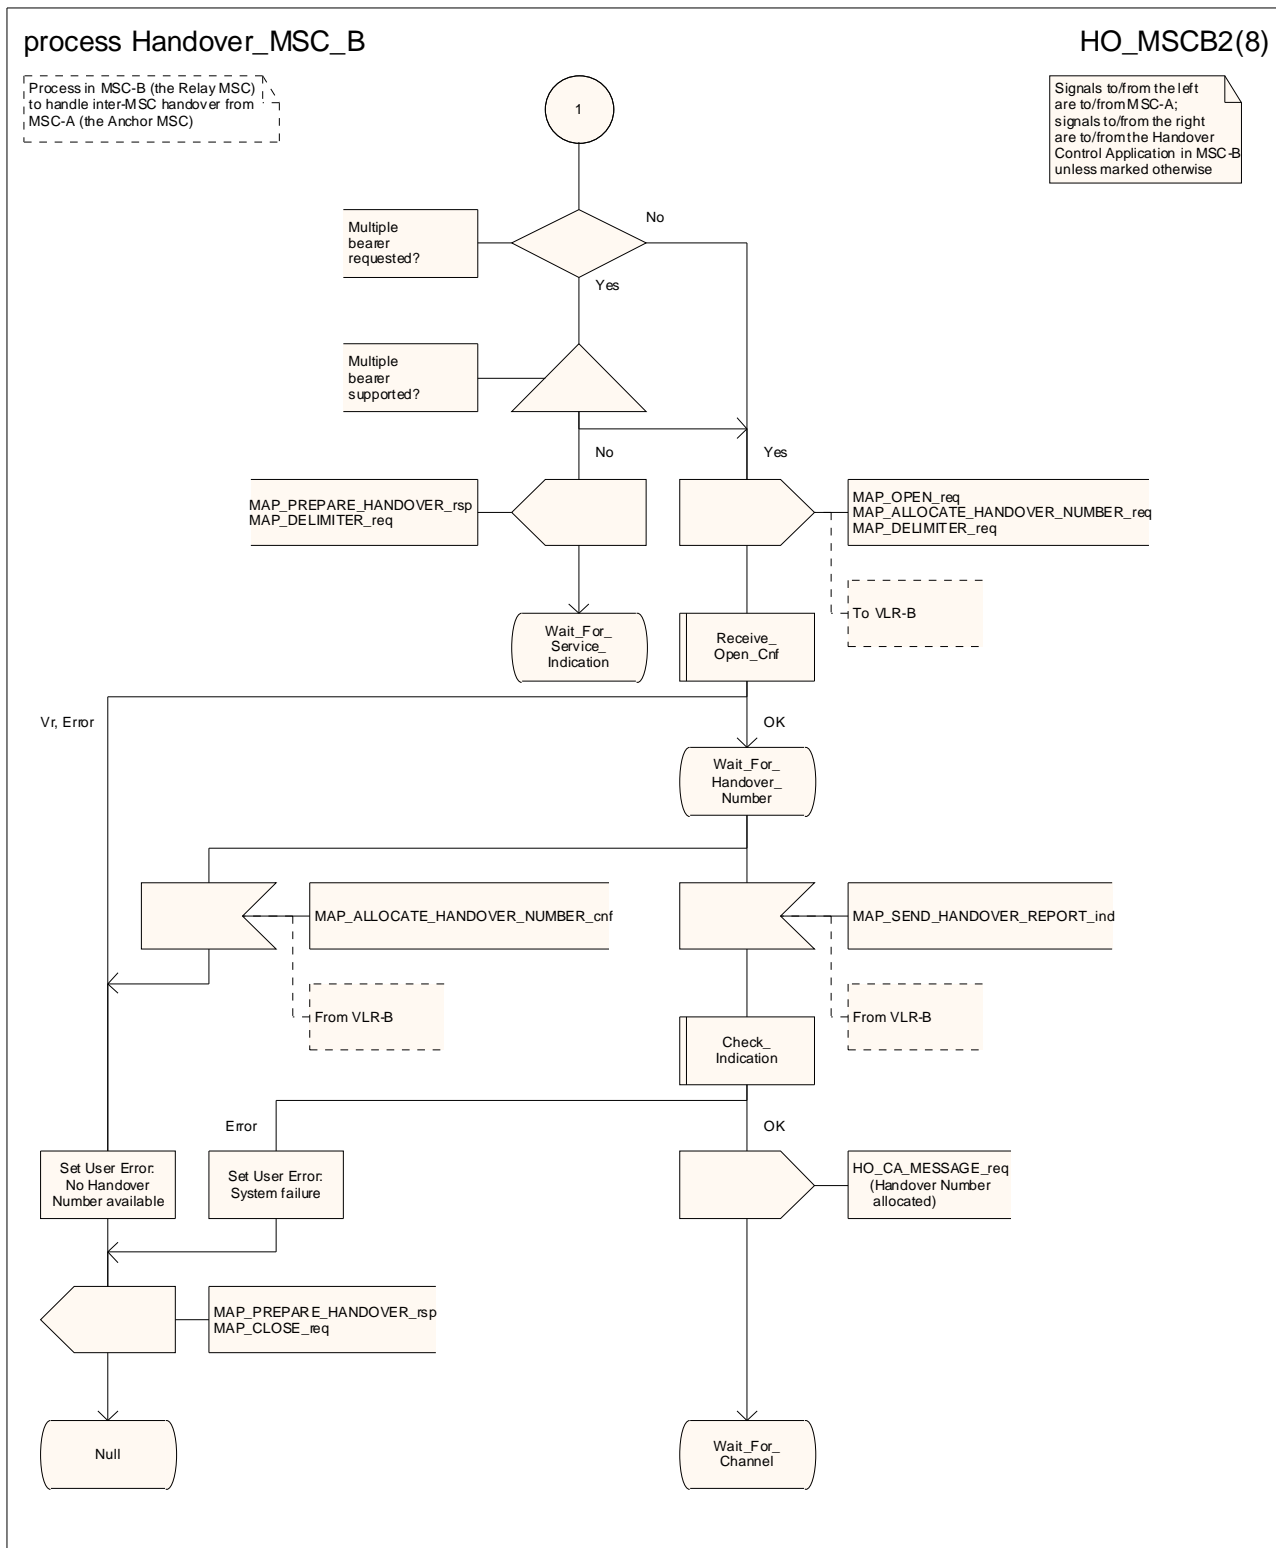 process Handover_MSC_B
HO_MSCB2(8)
Process in MSC-B (the Relay MSC)
to handle inter-MSC handover from
MSC-A (the Anchor MSC)
Signals to/from the left
are to/from MSC-A;
signals to/from the right
are to/from the Handover
Control Application in MSC-B
unless marked otherwise
1
Multiple
bearer
requested?
No
Yes
Multiple
bearer
supported?
No
Yes
MAP_PREPARE_HANDOVER_rsp
MAP_DELIMITER_req
MAP_OPEN_req
MAP_ALLOCATE_HANDOVER_NUMBER_req
MAP_DELIMITER_req
To VLR-B
Wait_For_
Service_
Indication
Receive_
Open_Cnf
Vr, Error
OK
Wait_For_
Handover_
Number
MAP_ALLOCATE_HANDOVER_NUMBER_cnf
MAP_SEND_HANDOVER_REPORT_ind
From VLR-B
From VLR-B
Check_
Indication
Error
OK
Set User Error:
No Handover
Number available
Set User Error:
System failure
HO_CA_MESSAGE_req
(Handover Number
allocated)
MAP_PREPARE_HANDOVER_rsp
MAP_CLOSE_req
Null
Wait_For_
Channel